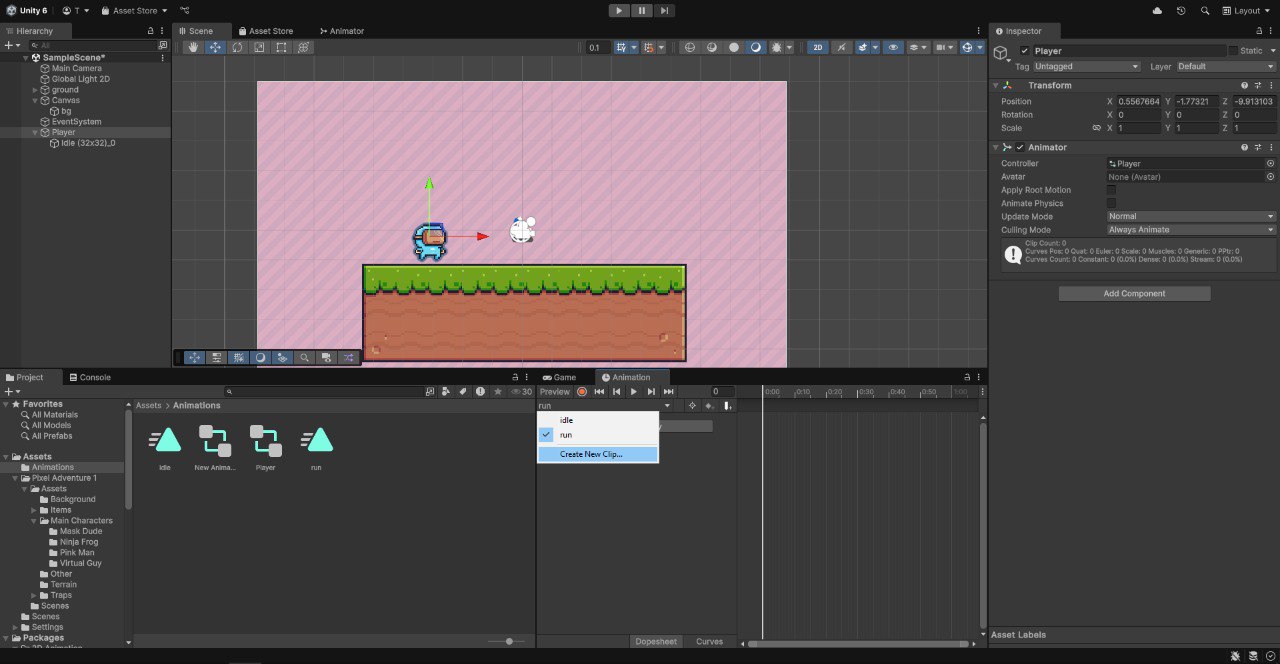 Unity 6 T Asset Store Layout
Hierarchy Scene Asset Store Animator Inspector
All 0.1 2D Player Static
SampleScene* Tag Untagged Layer Default
Main Camera
Global Light 2D Transform
ground Position X 0.5567664 Y -1.77321 Z -9.913103
Canvas Rotation X 0 Y 0 Z 0
bg Scale X 1 Y 1 Z 1
EventSystem
Player Animator
Idle (32x32)_0 Controller Player
Avatar None (Avatar)
Apply Root Motion
Animate Physics
Update Mode Normal
Culling Mode Always Animate
Clip Count: 0
Curves Pos: 0 Quat: 0 Euler: 0 Scale: 0 Muscles: 0 Generic: 0 PPtr: 0
Curves Count: 0 Constant: 0 (0.0%) Dense: 0 (0.0%) Stream: 0 (0.0%)
Add Component
Project Console Game Animation
30 Preview 0 0:00 0:10 0:20 0:30 0:40 0:50 1:00
Favorites Assets > Animations run
All Materials idle
All Models run
All Prefabs Create New Clip...
Assets
Animations Idle New Anima... Player run
Pixel Adventure 1
Assets
Background
Items
Main Characters
Mask Dude
Ninja Frog
Pink Man
Virtual Guy
Other
Terrain
Traps
Scenes
Scenes
Settings
Packages Dopesheet Curves Asset Labels
2D Animation